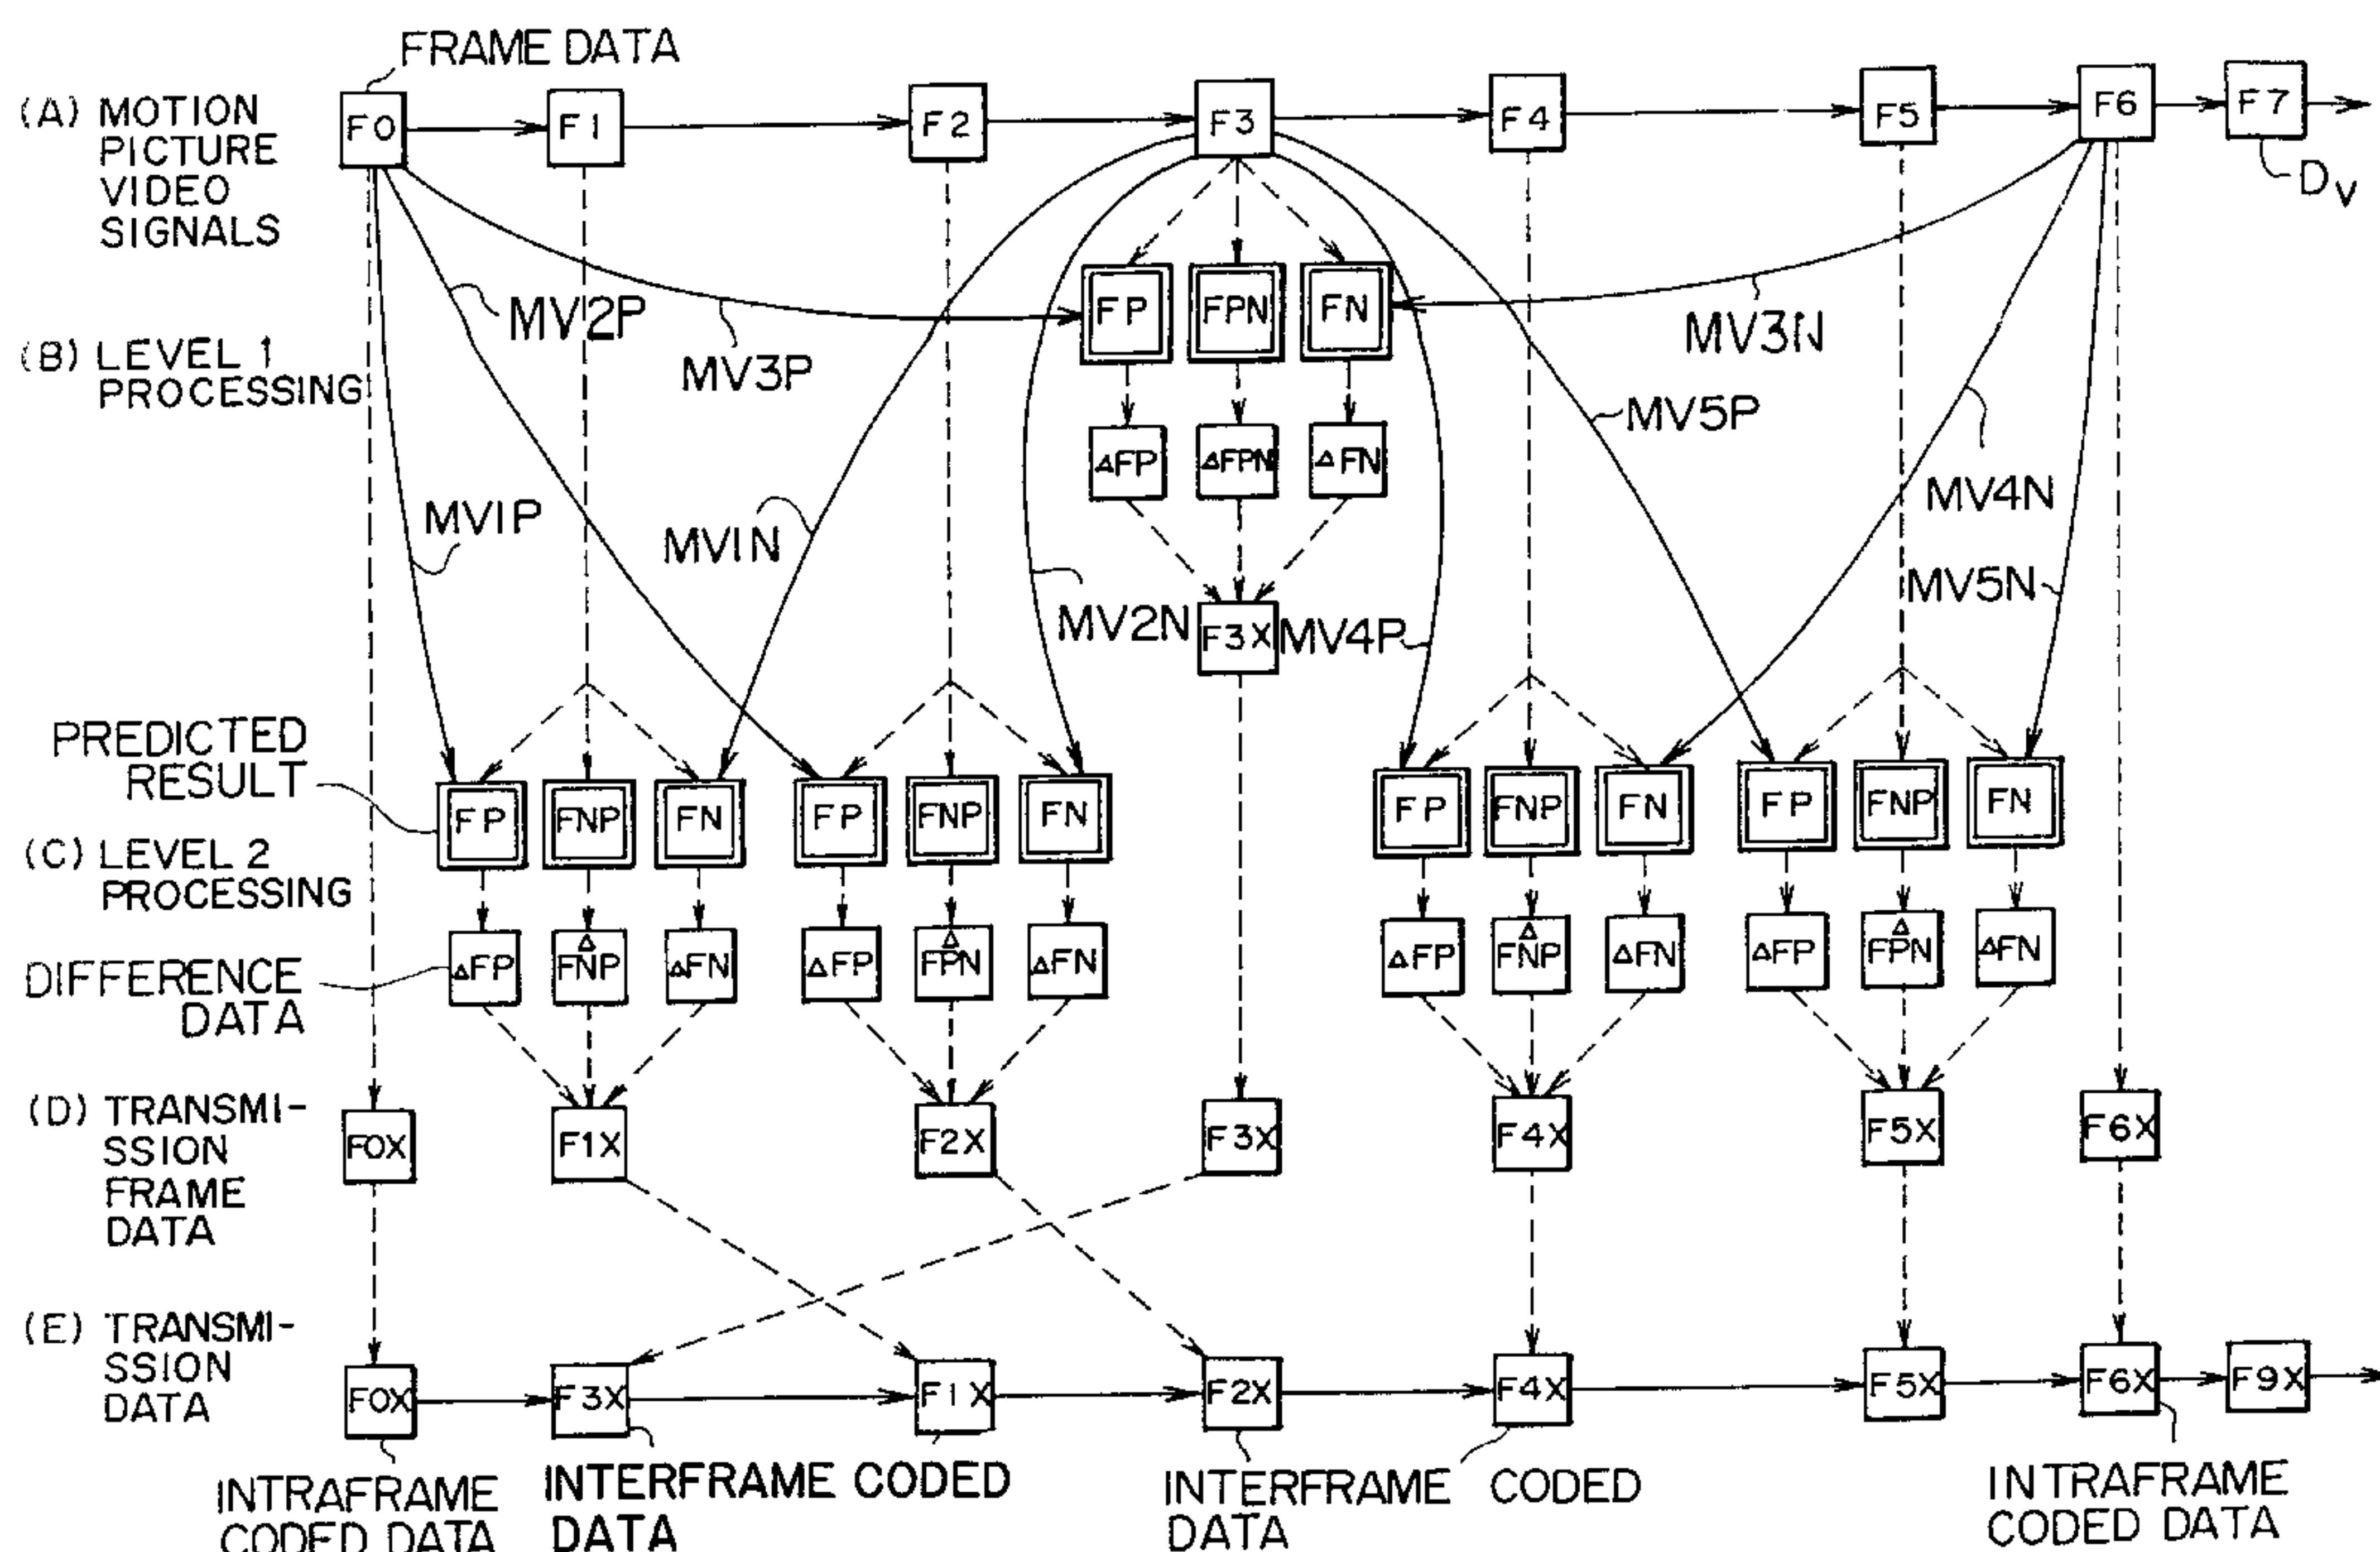 FRAME DATA
(A) MOTION
PICTURE
VIDEO
SIGNALS
F0 F1 F2 F3 F4 F5 F6 F7
DV
FP FPN FN
MV2P
MV3P
MV3N
(B) LEVEL 1
PROCESSING
MV5P
ΔFP ΔFPN ΔFN
MV4N
MV1P
MV1N
MV5N
MV2N
F3X
MV4P
PREDICTED
RESULT
FP FNP FN FP FNP FN FP FNP FN FP FNP FN
(C) LEVEL 2
PROCESSING
ΔFP ΔFNP ΔFN ΔFP ΔFPN ΔFN ΔFP ΔFNP ΔFN ΔFP ΔFPN ΔFN
DIFFERENCE
DATA
(D) TRANSMI-
SSION
FRAME
DATA
F0X F1X F2X F3X F4X F5X F6X
(E) TRANSMI-
SSION
DATA
F0X F3X F1X F2X F4X F5X F6X F9X
INTRAFRAME
CODED DATA
INTERFRAME CODED
DATA
INTERFRAME CODED
DATA
INTRAFRAME
CODED DATA